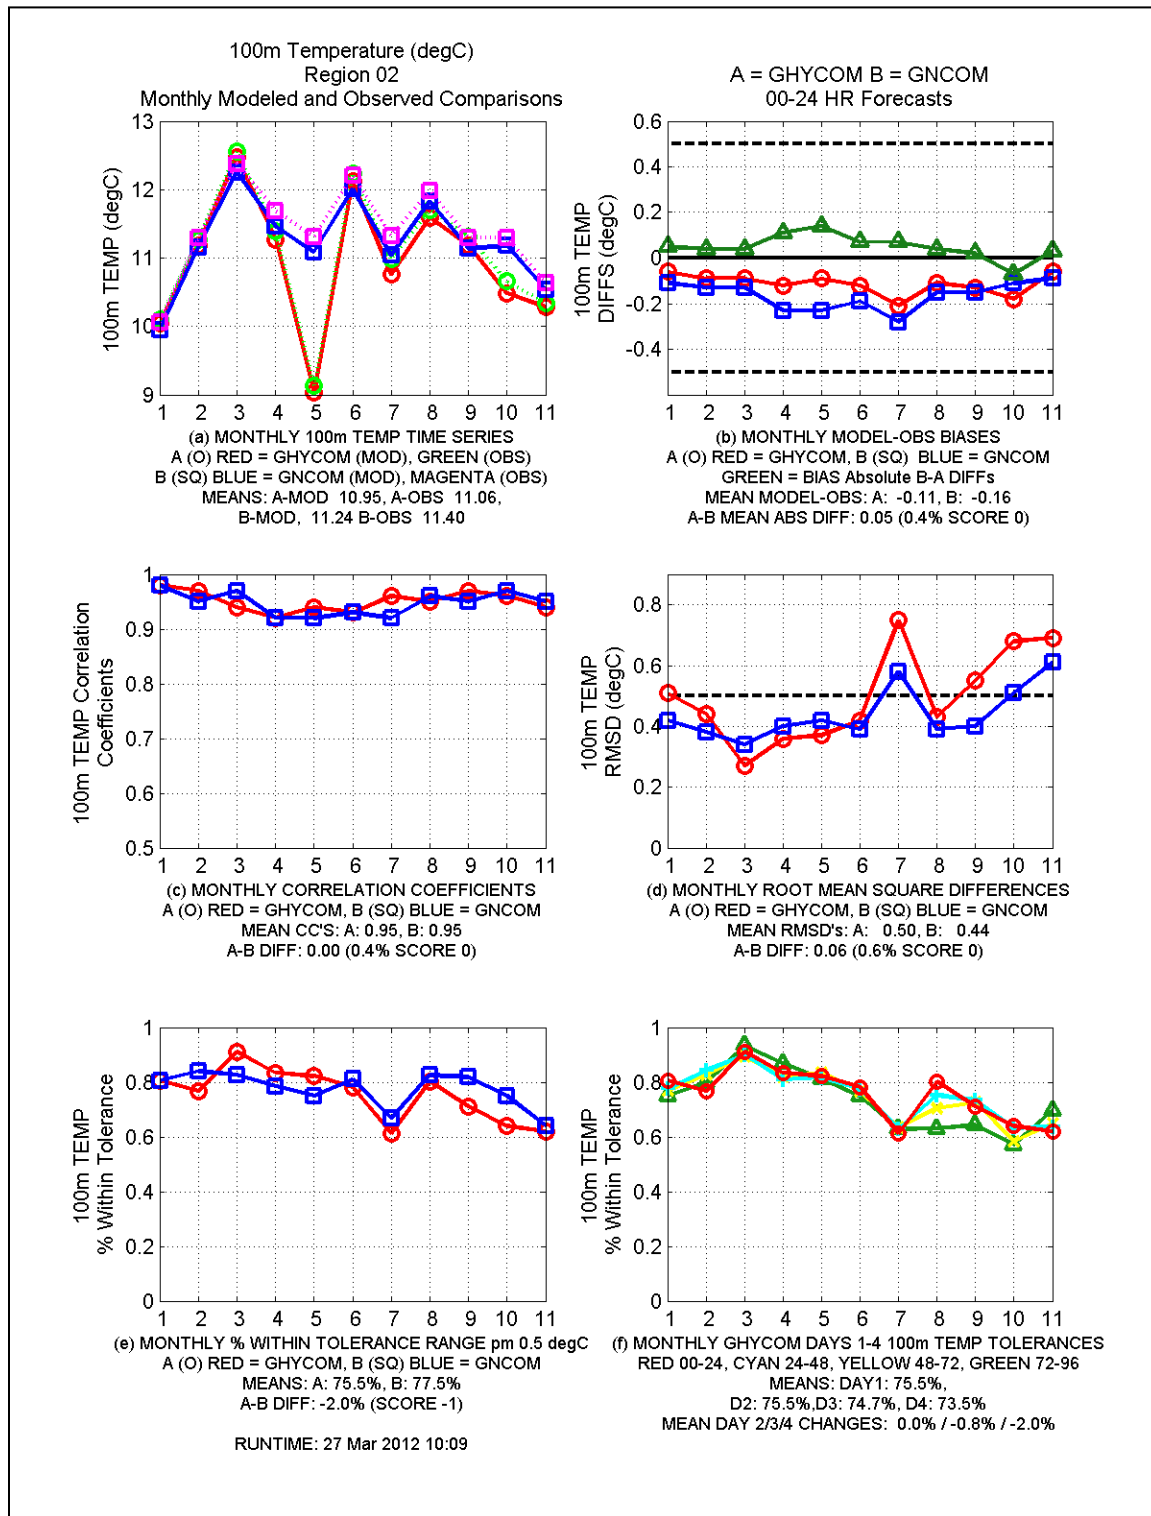 100m Temperature (degC)
Region 02
Monthly Modeled and Observed Comparisons
A = GHYCOM B = GNCOM
00-24 HR Forecasts
13
12
11
10
9
100m TEMP (degC)
1 2 3 4 5 6 7 8 9 10 11
(a) MONTHLY 100m TEMP TIME SERIES
A (O) RED = GHYCOM (MOD), GREEN (OBS)
B (SQ) BLUE = GNCOM (MOD), MAGENTA (OBS)
MEANS: A-MOD 10.95, A-OBS 11.06,
B-MOD, 11.24 B-OBS 11.40
0.6
0.4
0.2
0
-0.2
-0.4
100m TEMP
DIFFS (degC)
1 2 3 4 5 6 7 8 9 10 11
(b) MONTHLY MODEL-OBS BIASES
A (O) RED = GHYCOM, B (SQ) BLUE = GNCOM
GREEN = BIAS Absolute B-A DIFFs
MEAN MODEL-OBS: A: -0.11, B: -0.16
A-B MEAN ABS DIFF: 0.05 (0.4% SCORE 0)
1
0.9
0.8
0.7
0.6
0.5
100m TEMP Correlation
Coefficients
1 2 3 4 5 6 7 8 9 10 11
(c) MONTHLY CORRELATION COEFFICIENTS
A (O) RED = GHYCOM, B (SQ) BLUE = GNCOM
MEAN CC'S: A: 0.95, B: 0.95
A-B DIFF: 0.00 (0.4% SCORE 0)
0.8
0.6
0.4
0.2
0
100m TEMP
RMSD (degC)
1 2 3 4 5 6 7 8 9 10 11
(d) MONTHLY ROOT MEAN SQUARE DIFFERENCES
A (O) RED = GHYCOM, B (SQ) BLUE = GNCOM
MEAN RMSD's: A: 0.50, B: 0.44
A-B DIFF: 0.06 (0.6% SCORE 0)
1
0.8
0.6
0.4
0.2
0
100m TEMP
% Within Tolerance
1 2 3 4 5 6 7 8 9 10 11
(e) MONTHLY % WITHIN TOLERANCE RANGE pm 0.5 degC
A (O) RED = GHYCOM, B (SQ) BLUE = GNCOM
MEANS: A: 75.5%, B: 77.5%
A-B DIFF: -2.0% (SCORE -1)
RUNTIME: 27 Mar 2012 10:09
1
0.8
0.6
0.4
0.2
0
100m TEMP
% Within Tolerance
1 2 3 4 5 6 7 8 9 10 11
(f) MONTHLY GHYCOM DAYS 1-4 100m TEMP TOLERANCES
RED 00-24, CYAN 24-48, YELLOW 48-72, GREEN 72-96
MEANS: DAY1: 75.5%,
D2: 75.5%,D3: 74.7%, D4: 73.5%
MEAN DAY 2/3/4 CHANGES: 0.0% / -0.8% / -2.0%